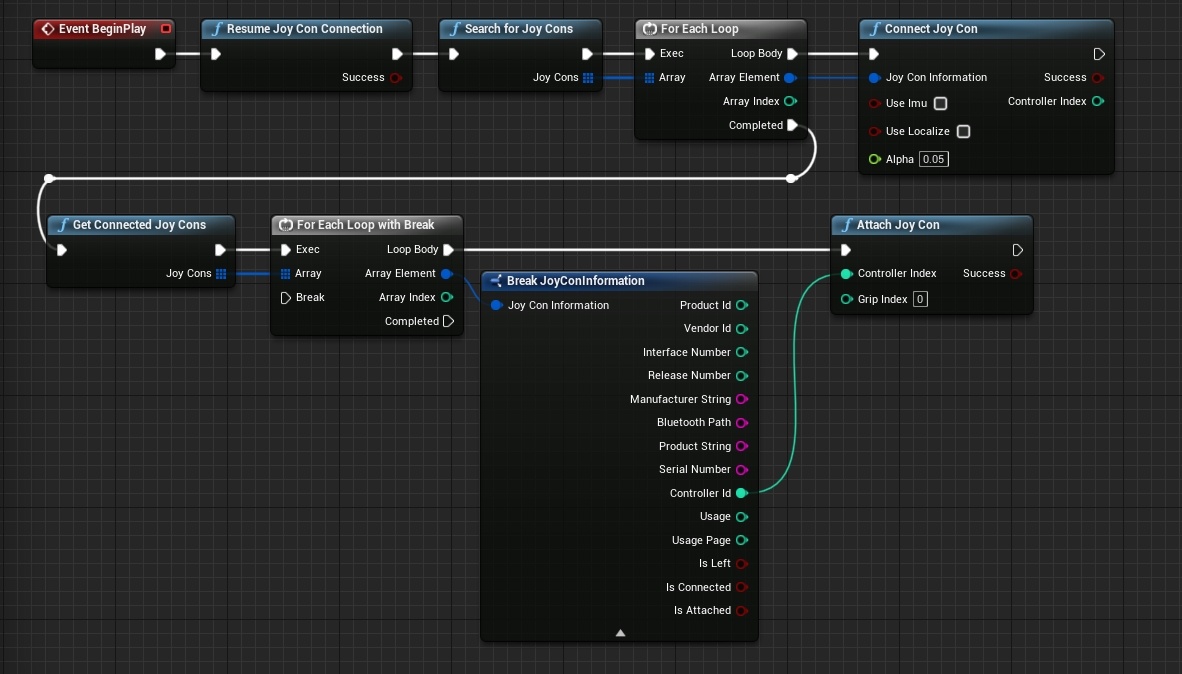 Event BeginPlay
Resume Joy Con Connection
Success
Search for Joy Cons
Joy Cons
For Each Loop
Exec Loop Body
Array Array Element
Array Index
Completed
Connect Joy Con
Joy Con Information Success
Use Imu Controller Index
Use Localize
Alpha 0.05
Get Connected Joy Cons
Joy Cons
For Each Loop with Break
Exec Loop Body
Array Array Element
Break Array Index
Completed
Break JoyConInformation
Joy Con Information Product Id
Vendor Id
Interface Number
Release Number
Manufacturer String
Bluetooth Path
Product String
Serial Number
Controller Id
Usage
Usage Page
Is Left
Is Connected
Is Attached
Attach Joy Con
Controller Index Success
Grip Index 0